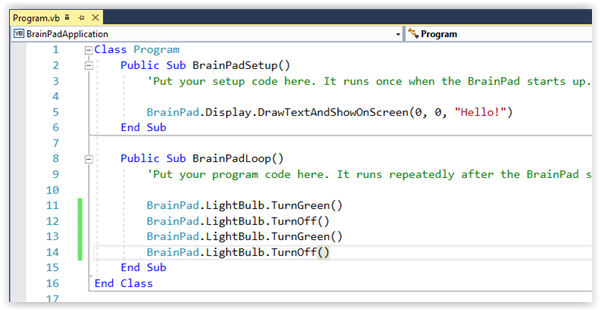 Program.vb
BrainPadApplication Program
1 Class Program
2 Public Sub BrainPadSetup()
3 'Put your setup code here. It runs once when the BrainPad starts up.
4
5 BrainPad.Display.DrawTextAndShowOnScreen(0, 0, "Hello!")
6 End Sub
7
8 Public Sub BrainPadLoop()
9 'Put your program code here. It runs repeatedly after the BrainPad s
10
11 BrainPad.LightBulb.TurnGreen()
12 BrainPad.LightBulb.TurnOff()
13 BrainPad.LightBulb.TurnGreen()
14 BrainPad.LightBulb.TurnOff()
15 End Sub
16 End Class
17